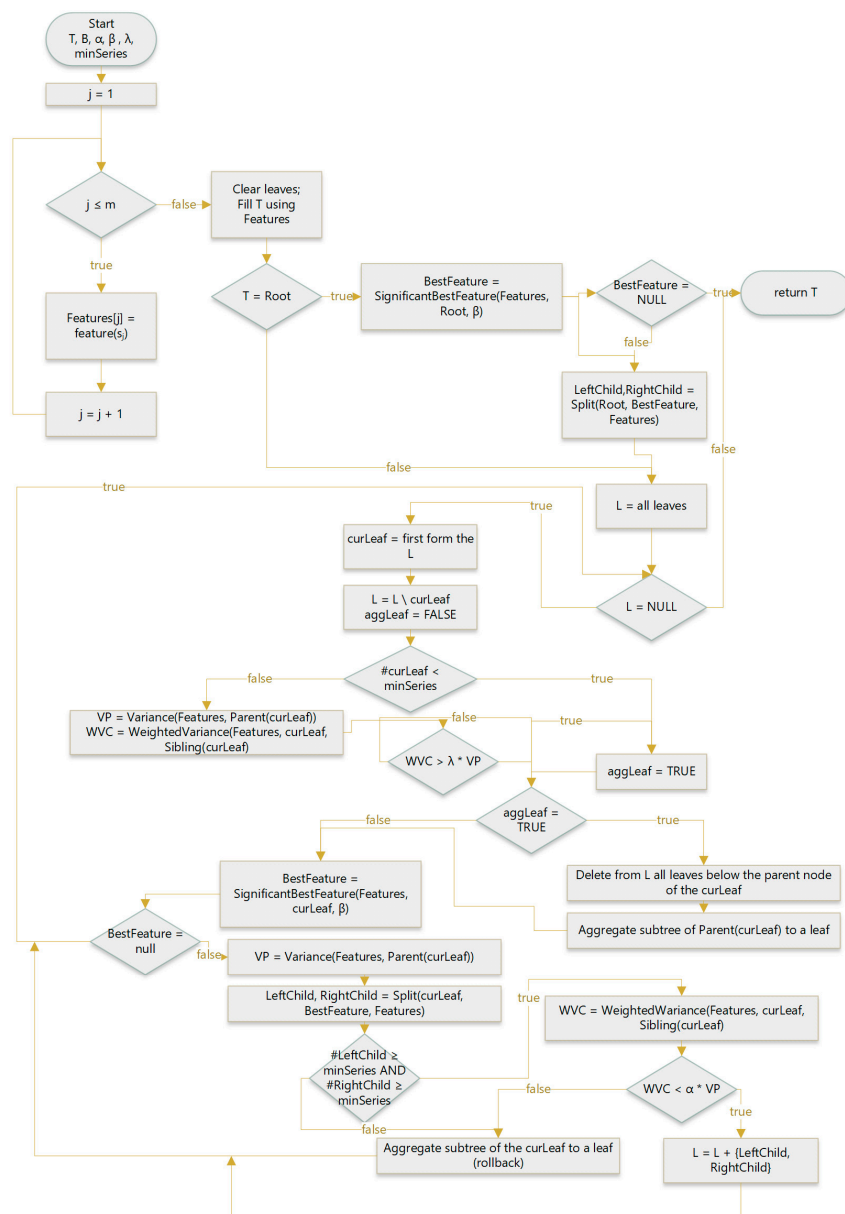 Start
T, B, α, β , λ,
minSeries
j = 1
j ≤ m
false
true
Features[j] =
feature(sⱼ)
j = j + 1
Clear leaves;
Fill T using
Features
T = Root
true
false
BestFeature =
SignificantBestFeature(Features,
Root, β)
BestFeature =
NULL
true
false
return T
LeftChild,RightChild =
Split(Root, BestFeature,
Features)
false
L = all leaves
L = NULL
true
true
curLeaf = first form the
L
L = L \ curLeaf
aggLeaf = FALSE
#curLeaf <
minSeries
false
true
VP = Variance(Features, Parent(curLeaf))
WVC = WeightedVariance(Features, curLeaf,
Sibling(curLeaf)
false
true
WVC > λ * VP
aggLeaf = TRUE
aggLeaf =
TRUE
false
true
Delete from L all leaves below the parent node
of the curLeaf
Aggregate subtree of Parent(curLeaf) to a leaf
BestFeature =
SignificantBestFeature(Features,
curLeaf, β)
BestFeature =
null
false
VP = Variance(Features, Parent(curLeaf))
LeftChild, RightChild = Split(curLeaf,
BestFeature, Features)
true
#LeftChild ≥
minSeries AND
#RightChild ≥
minSeries
false
WVC = WeightedWariance(Features, curLeaf,
Sibling(curLeaf)
WVC < α * VP
false
true
Aggregate subtree of the curLeaf to a leaf
(rollback)
L = L + {LeftChild,
RightChild}